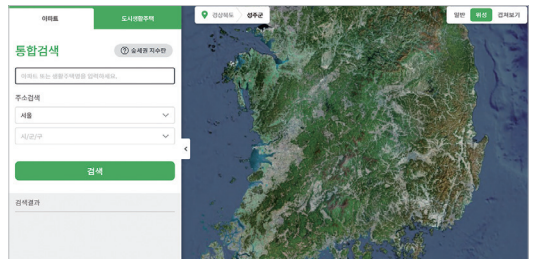 아파트
도시생활주택
통합검색
숲세권 지수란
아파트 또는 생활주택명을 입력하세요.
주소검색
서울
시/군/구
검색
검색결과
경상북도
성주군
일반
위성
겹쳐보기